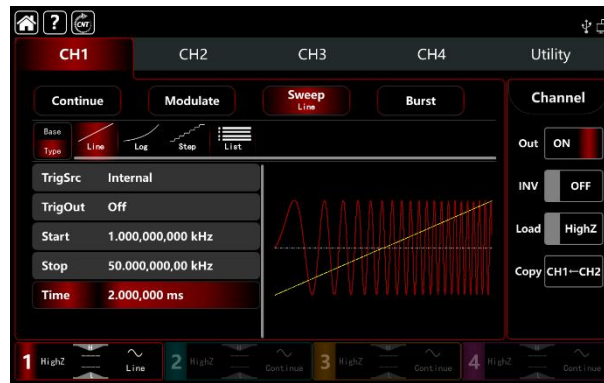 ? CNT
CH1 CH2 CH3 CH4 Utility
Continue Modulate Sweep Line Burst Channel
Base Type Line Log Step List
Out ON
TrigSrc Internal
INV OFF
TrigOut Off
Load HighZ
Start 1.000,000,000 kHz
Stop 50.000,000,00 kHz
Copy CH1←CH2
Time 2.000,000 ms
1 HighZ Line 2 HighZ Continue 3 HighZ Continue 4 HighZ Continue